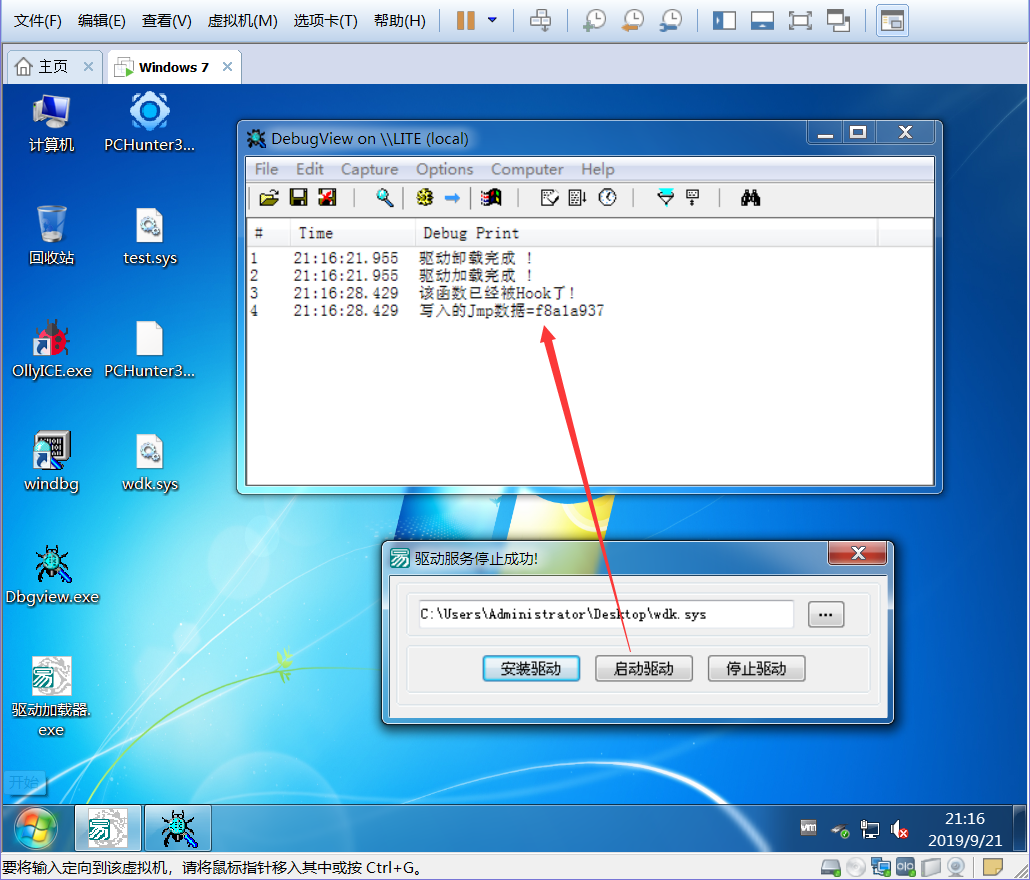 文件(F) 编辑(E) 查看(V) 虚拟机(M) 选项卡(T) 帮助(H)
主页 Windows 7
计算机
PCHunter3...
回收站
test.sys
OllyICE.exe
PCHunter3...
windbg
wdk.sys
Dbgview.exe
驱动加载器.
exe
DebugView on \\LITE (local)
File Edit Capture Options Computer Help
# Time Debug Print
1 21:16:21.955 驱动卸载完成 !
2 21:16:21.955 驱动加载完成 !
3 21:16:28.429 该函数已经被Hook了!
4 21:16:28.429 写入的Jmp数据=f8a1a937
驱动服务停止成功!
C:\Users\Administrator\Desktop\wdk.sys ...
安装驱动 启动驱动 停止驱动
开始
vm
21:16
2019/9/21
要将输入定向到该虚拟机，请将鼠标指针移入其中或按 Ctrl+G。